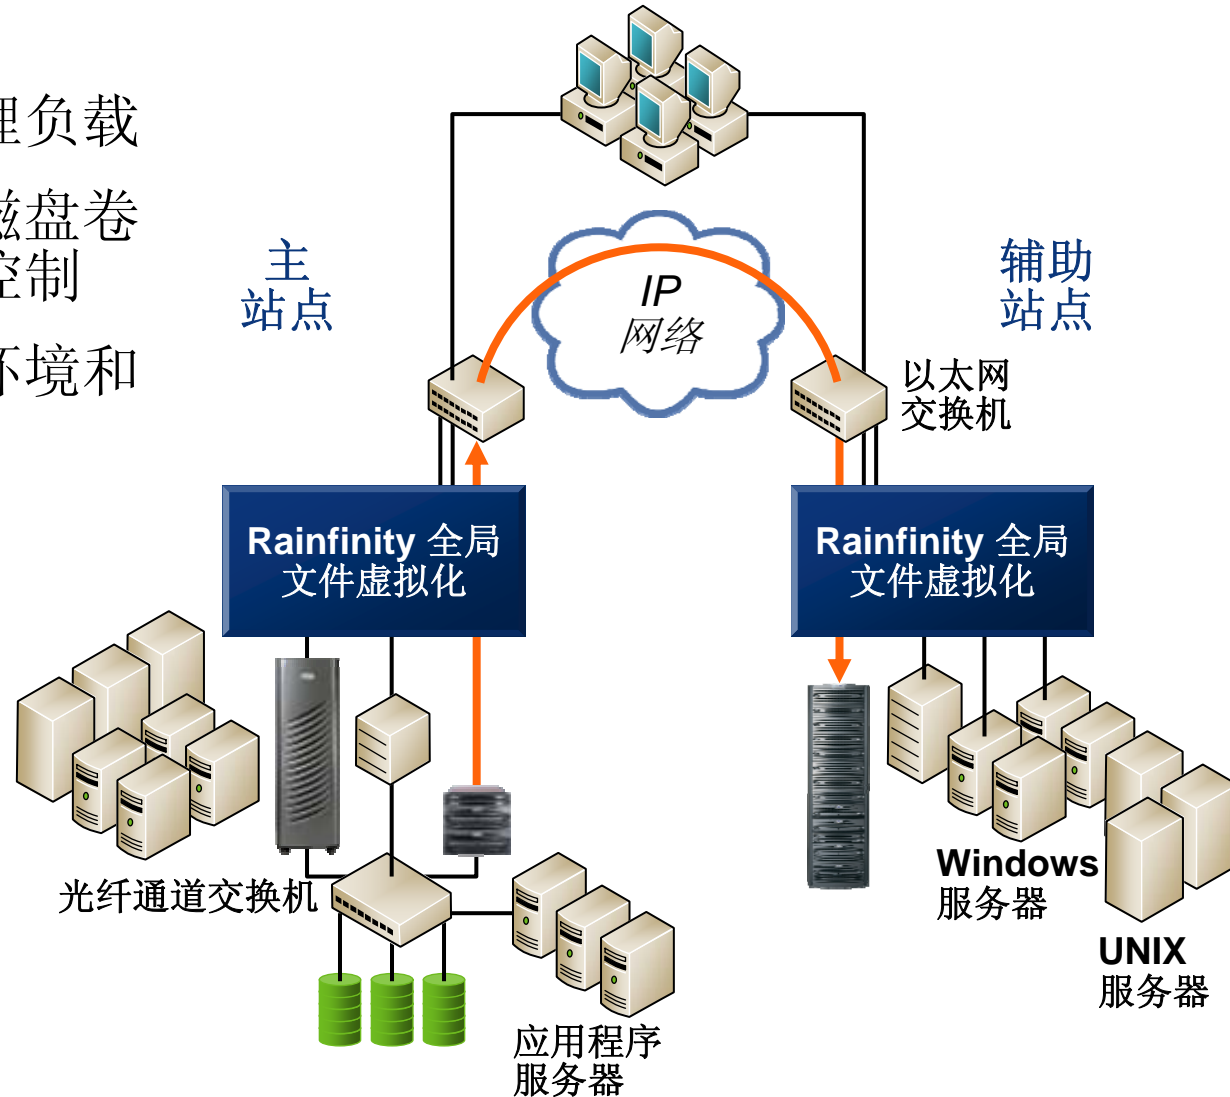 理负载
磁盘卷
控制
环境和
主
站点
IP
网络
辅助
站点
以太网
交换机
Rainfinity 全局
文件虚拟化
Rainfinity 全局
文件虚拟化
光纤通道交换机
应用程序
服务器
Windows
服务器
UNIX
服务器